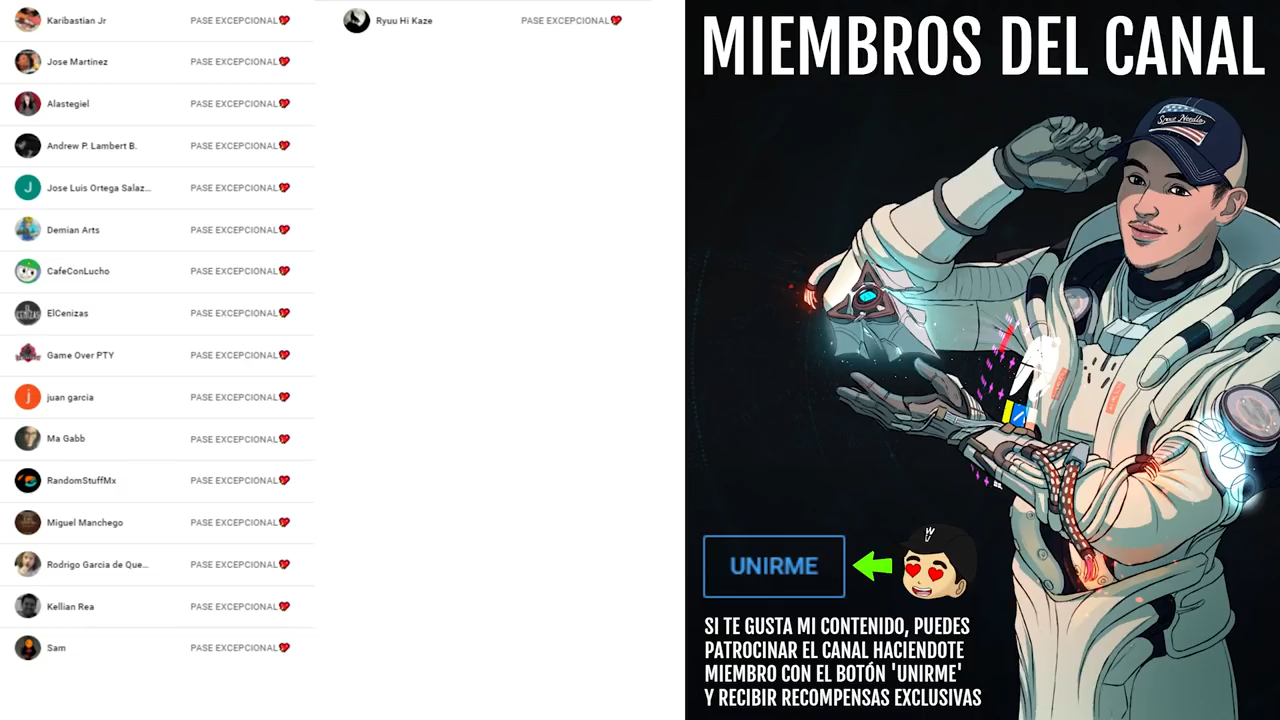 Karibastian Jr PASE EXCEPCIONAL
Jose Martinez PASE EXCEPCIONAL
Alastegiel PASE EXCEPCIONAL
Andrew P. Lambert B. PASE EXCEPCIONAL
J Jose Luis Ortega Salaz... PASE EXCEPCIONAL
Demian Arts PASE EXCEPCIONAL
CafeConLucho PASE EXCEPCIONAL
ElCenizas PASE EXCEPCIONAL
Game Over PTY PASE EXCEPCIONAL
j juan garcia PASE EXCEPCIONAL
Ma Gabb PASE EXCEPCIONAL
RandomStuffMx PASE EXCEPCIONAL
Miguel Manchego PASE EXCEPCIONAL
Rodrigo Garcia de Que... PASE EXCEPCIONAL
Kellian Rea PASE EXCEPCIONAL
Sam PASE EXCEPCIONAL
Ryuu Hi Kaze PASE EXCEPCIONAL
MIEMBROS DEL CANAL
Space Needle
UNIRME
SI TE GUSTA MI CONTENIDO, PUEDES
PATROCINAR EL CANAL HACIENDOTE
MIEMBRO CON EL BOTÓN 'UNIRME'
Y RECIBIR RECOMPENSAS EXCLUSIVAS